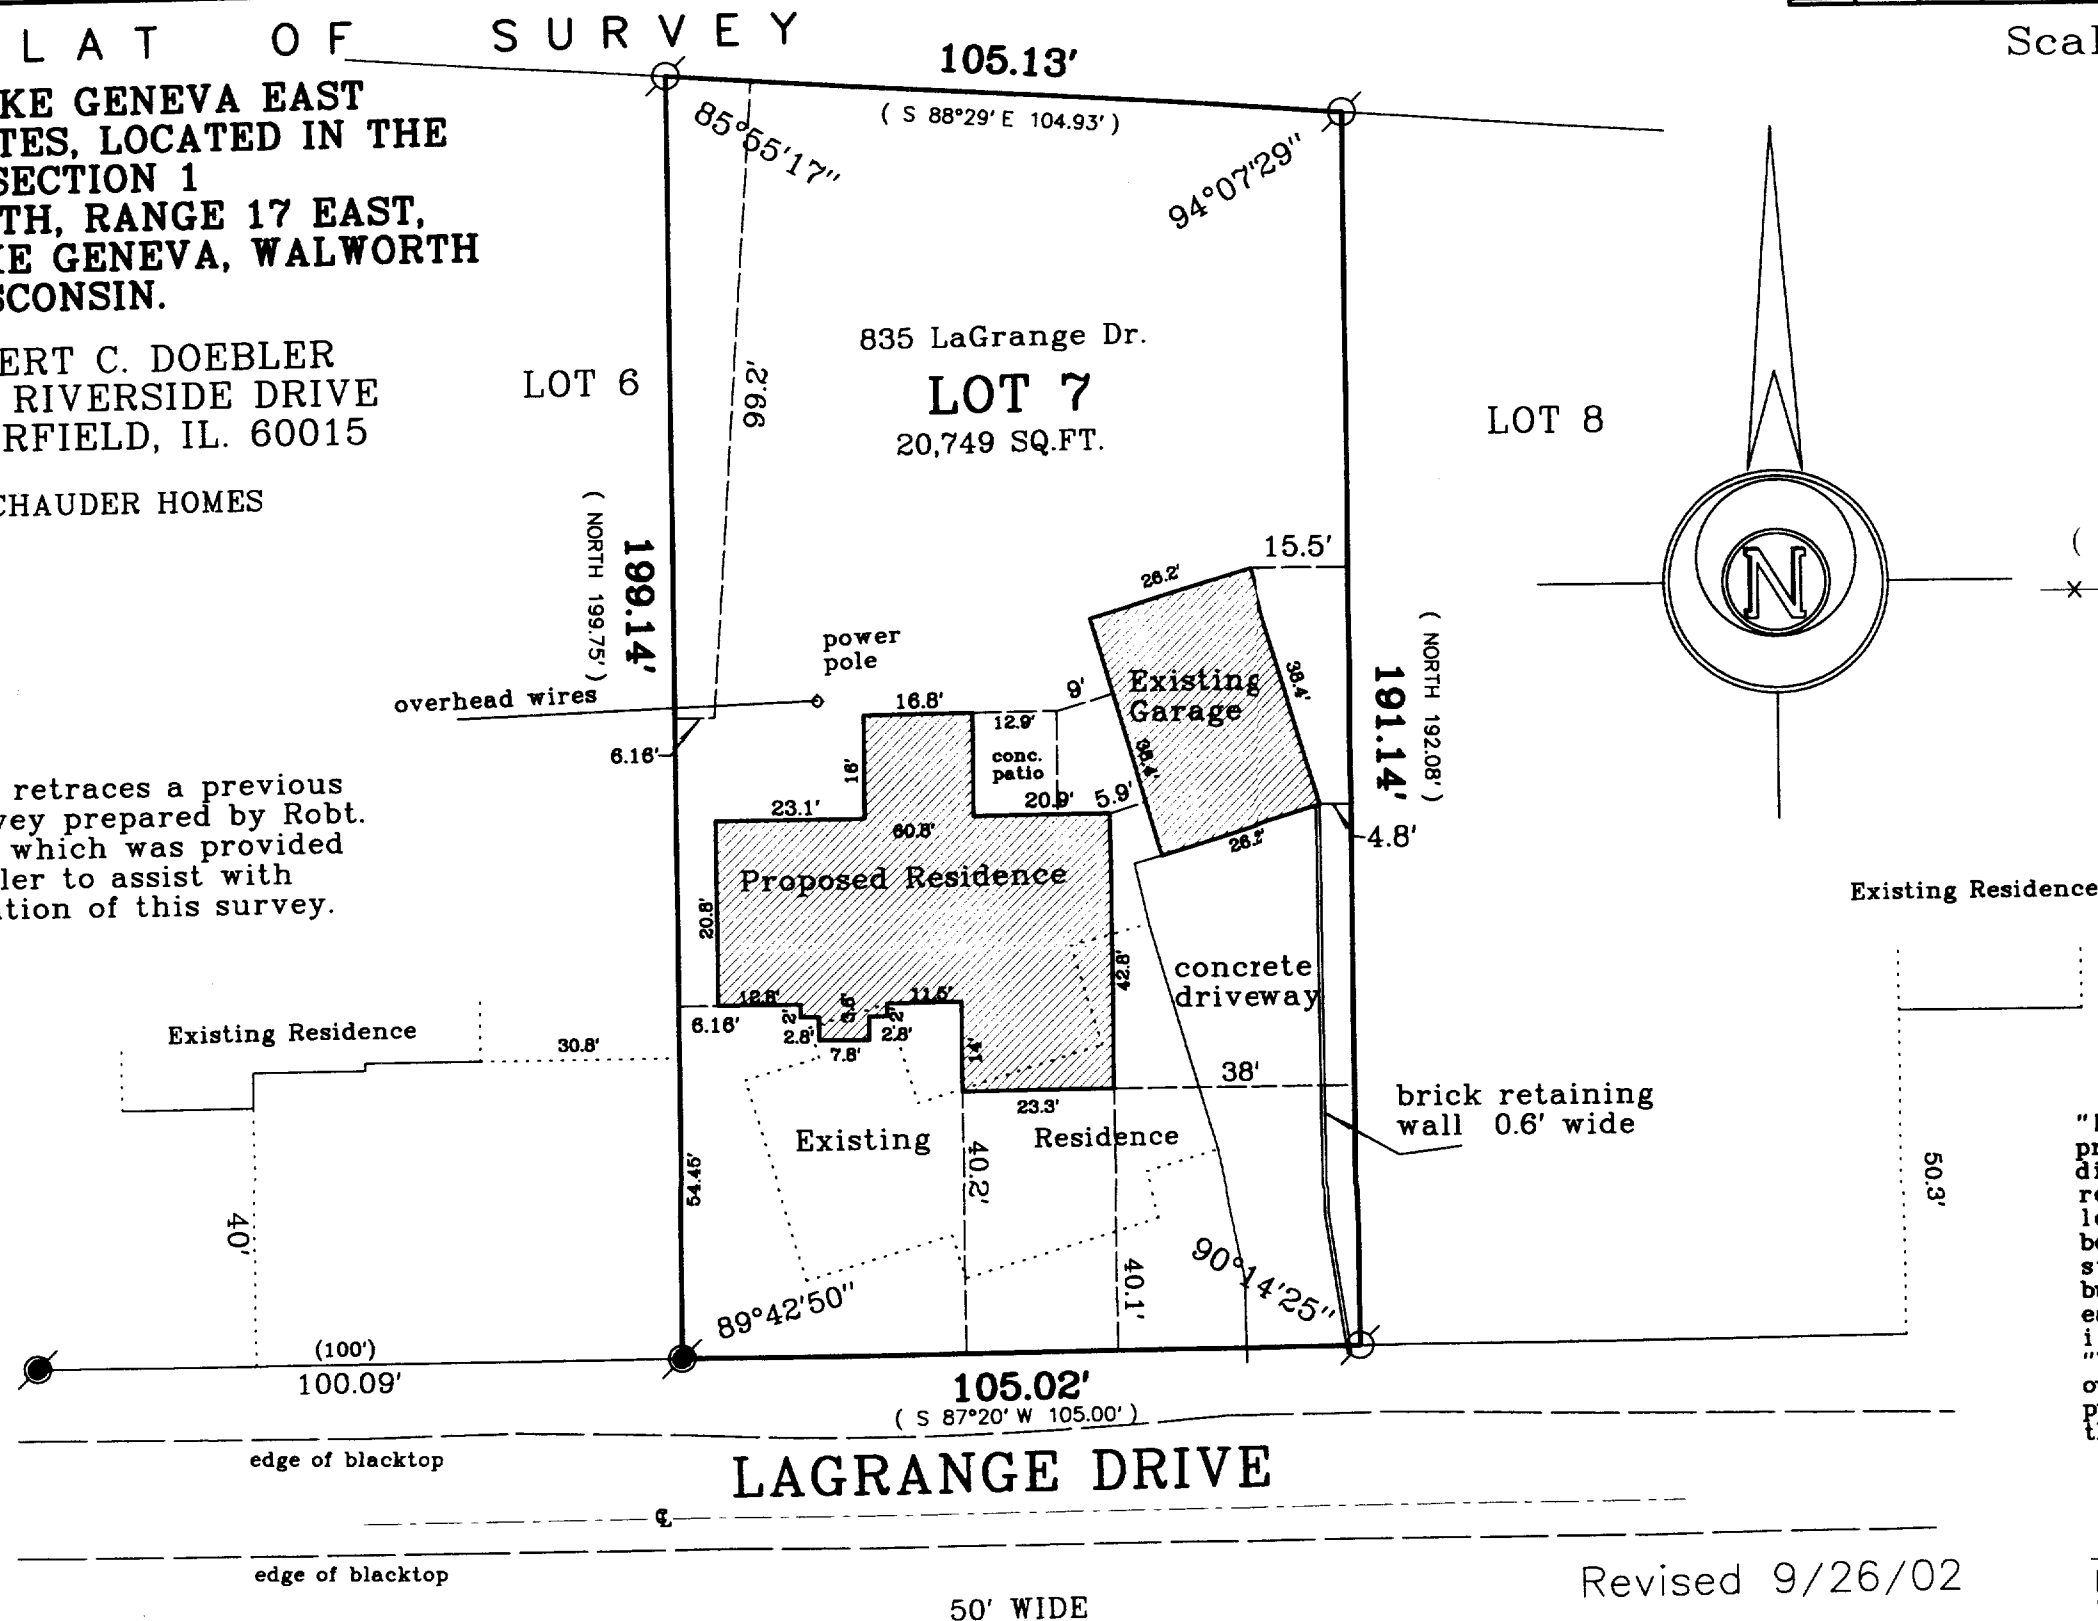 LAT OF SURVEY
KE GENEVA EAST
TES, LOCATED IN THE
SECTION 1
TH, RANGE 17 EAST,
KE GENEVA, WALWORTH
SCONSIN.
ERT C. DOEBLER
RIVERSIDE DRIVE
RFIELD, IL. 60015
CHAUDER HOMES
retraces a previous
vey prepared by Robt.
which was provided
ler to assist with
tion of this survey.
Scal
105.13'
( S 88°29' E 104.93' )
85°55'17"
94°07'29"
835 LaGrange Dr.
LOT 7
20,749 SQ.FT.
LOT 6
LOT 8
99.2'
199.14'
( NORTH 199.75' )
191.14'
( NORTH 192.08' )
N
15.5'
26.2'
38.4'
Existing
Garage
38.4'
26.2'
4.8'
power
pole
overhead wires
6.16'
16.8'
12.9'
9'
conc.
patio
16'
23.1'
20.9'
5.9'
60.8'
Proposed Residence
20.8'
42.8'
12.8'
2'
3.6'
2'
11.5'
6.16'
2.8'
7.8'
2.8'
14'
23.3'
38'
concrete
driveway
brick retaining
wall 0.6' wide
Existing Residence
30.8'
40'
54.45'
Existing Residence
40.2'
40.1'
Existing Residence
50.3'
89°42'50"
90°14'25"
(100')
100.09'
105.02'
( S 87°20' W 105.00' )
edge of blacktop
LAGRANGE DRIVE
℄
edge of blacktop
50' WIDE
Revised 9/26/02